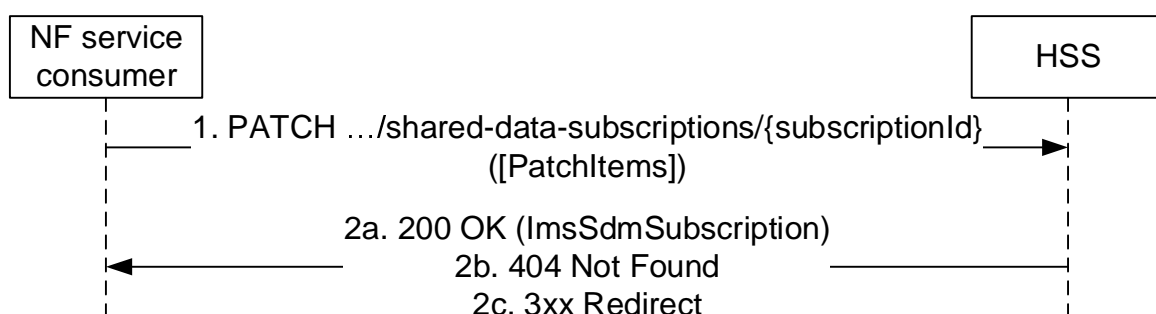 NF service
consumer
HSS
1. PATCH …/shared-data-subscriptions/{subscriptionId}
([PatchItems])
2a. 200 OK (ImsSdmSubscription)
2b. 404 Not Found
2c. 3xx Redirect